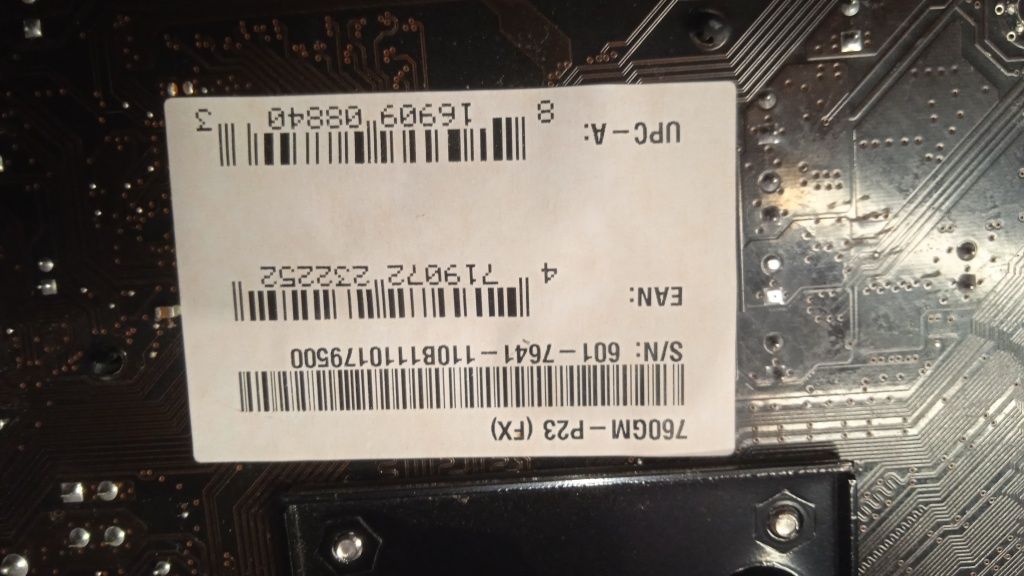 760GM-P23 (FX)
S/N: 601-7641-110B1110179500
EAN:
4 719072 232252
UPC-A:
8 16909 08840 3